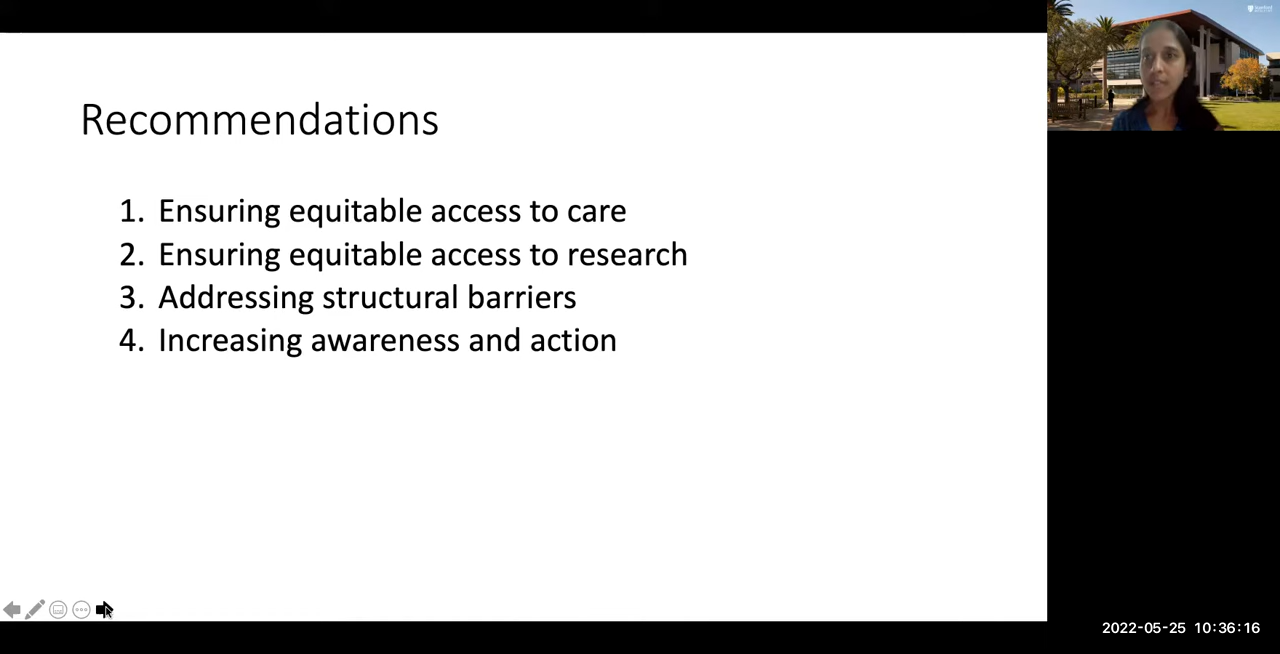 Recommendations
1. Ensuring equitable access to care
2. Ensuring equitable access to research
3. Addressing structural barriers
4. Increasing awareness and action
2022-05-25 10:36:16